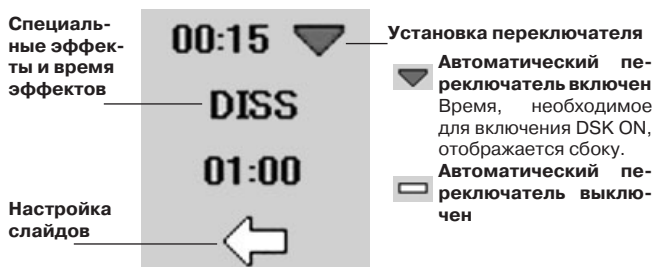 Специаль-
ные эффек-
ты и время
эффектов
Настройка
слайдов
00:15
DISS
01:00
Установка переключателя
Автоматический пе-
реключатель включен
Время, необходимое
для включения DSK ON,
отображается сбоку.
Автоматический пе-
реключатель выклю-
чен